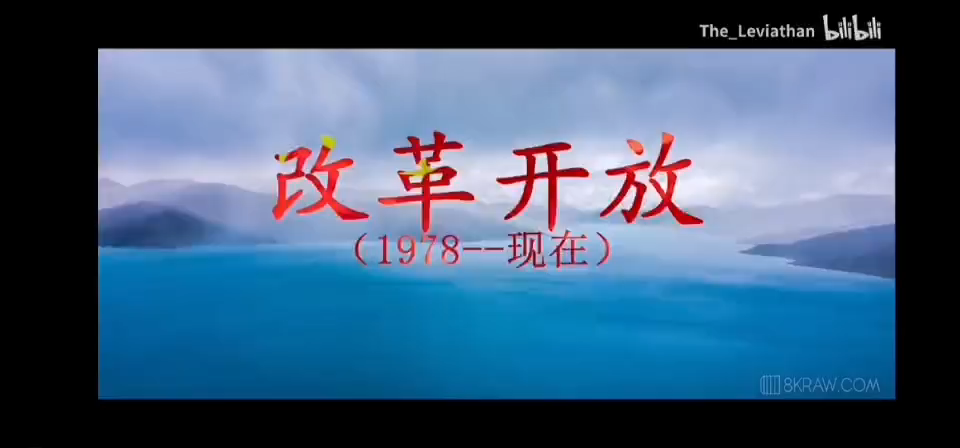 The_Leviathan bilibili
改革开放
（1978--现在）
8KRAW.COM